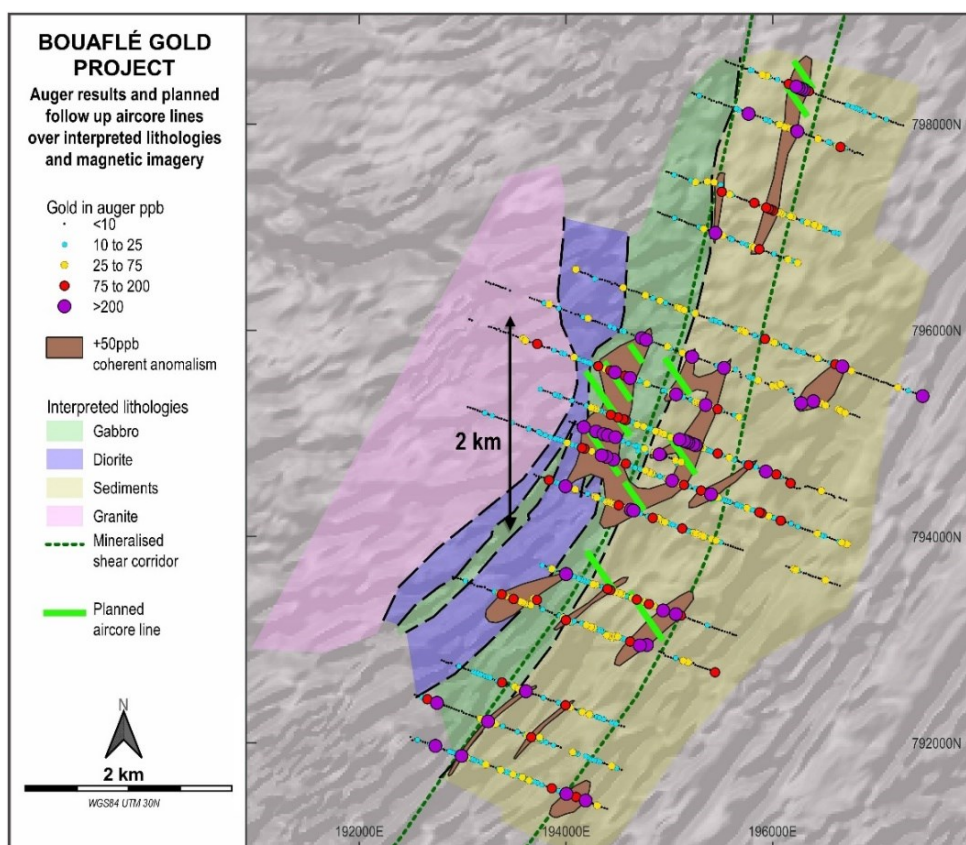 BOUAFLÉ GOLD
PROJECT
Auger results and planned
follow up aircore lines
over interpreted lithologies
and magnetic imagery
Gold in auger ppb
<10
10 to 25
25 to 75
75 to 200
>200
+50ppb
coherent anomalism
Interpreted lithologies
Gabbro
Diorite
Sediments
Granite
Mineralised
shear corridor
Planned
aircore line
N
2 km
WGS84 UTM 30N
2 km
798000N
796000N
794000N
792000N
192000E
194000E
196000E